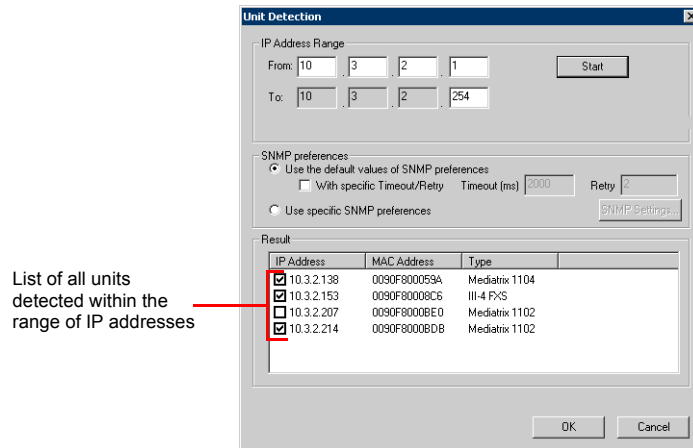 Unit Detection
IP Address Range
From: 10 . 3 . 2 . 1 Start
To: 10 . 3 . 2 . 254
SNMP preferences
Use the default values of SNMP preferences
With specific Timeout/Retry Timeout (ms) 2000 Retry 2
Use specific SNMP preferences SNMP Settings...
Result
IP Address MAC Address Type
10.3.2.138 0090F800059A Mediatrix 1104
10.3.2.153 0090F80008C6 III-4 FXS
10.3.2.207 0090F8000BE0 Mediatrix 1102
10.3.2.214 0090F8000BDB Mediatrix 1102
List of all units
detected within the
range of IP addresses
OK Cancel